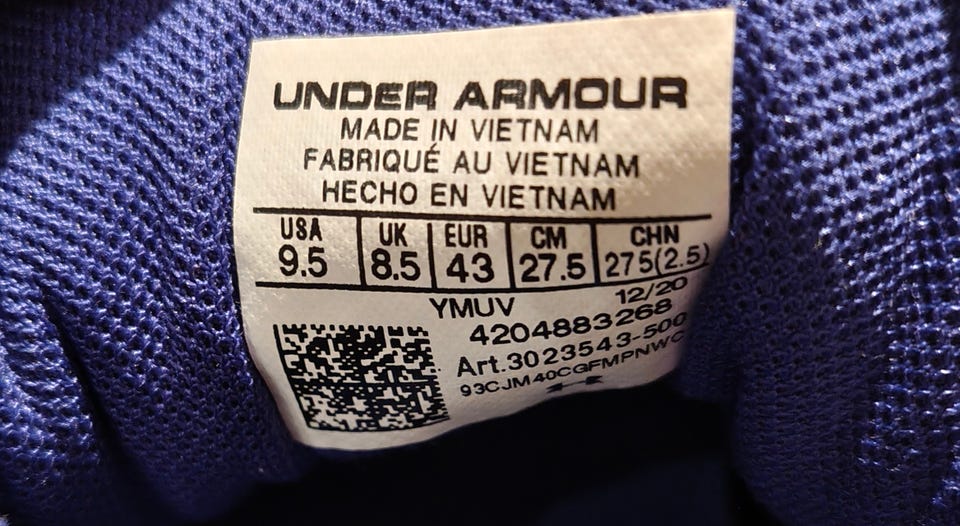 UNDER ARMOUR
MADE IN VIETNAM
FABRIQUÉ AU VIETNAM
HECHO EN VIETNAM
USA UK EUR CM CHN
9.5 8.5 43 27.5 275(2.5)
YMUV 12/20
4204883268
Art.3023543-500
93CJM40CGFMPNWC